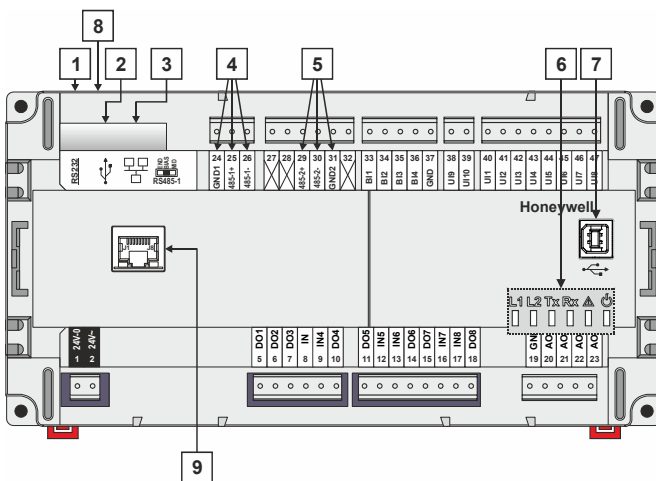 8
1
2
3
4
5
6
7
24
25
26
27
28
29
30
31
32
33
34
35
36
37
38
39
40
41
42
43
44
45
46
47
RS232
END
BIAS
MID
RS485-1
GND1
485-1+
485-1-
485-2+
485-2-
GND2
BI1
BI2
BI3
BI4
GND
UI9
UI10
UI1
UI2
UI3
UI4
UI5
UI6
UI7
UI8
Honeywell
J1
J8
L1 L2 Tx Rx
24V-0
24V~
1
2
DO1
DO2
DO3
IN
IN4
DO4
5
6
7
8
9
10
DO5
IN5
IN6
DO6
DO7
IN7
IN8
DO8
11
12
13
14
15
16
17
18
AO
AO
AO
AO
19
20
21
22
23
9